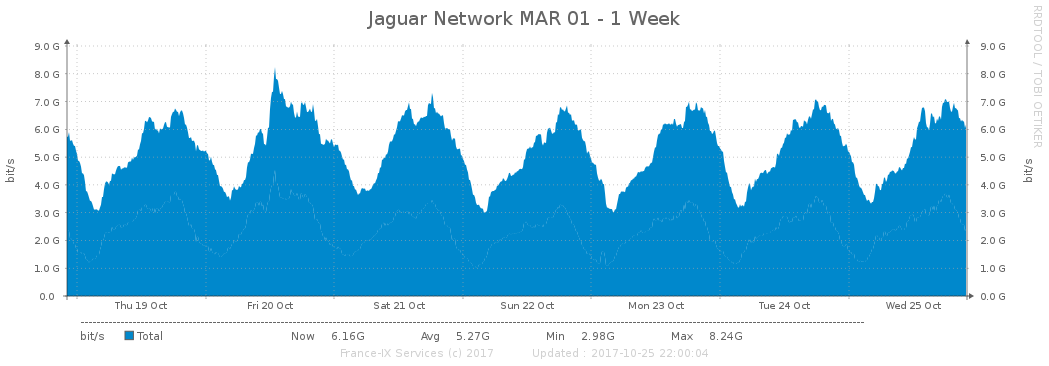 Jaguar Network MAR 01 - 1 Week
RRDTOOL / TOBI OETIKER
bit/s
9.0 G 9.0 G
8.0 G 8.0 G
7.0 G 7.0 G
6.0 G 6.0 G
5.0 G 5.0 G
4.0 G 4.0 G
3.0 G 3.0 G
2.0 G 2.0 G
1.0 G 1.0 G
0.0 0.0 G
bit/s
Thu 19 Oct Fri 20 Oct Sat 21 Oct Sun 22 Oct Mon 23 Oct Tue 24 Oct Wed 25 Oct
bit/s Total Now 6.16G Avg 5.27G Min 2.98G Max 8.24G
France-IX Services (c) 2017 Updated : 2017-10-25 22:00:04